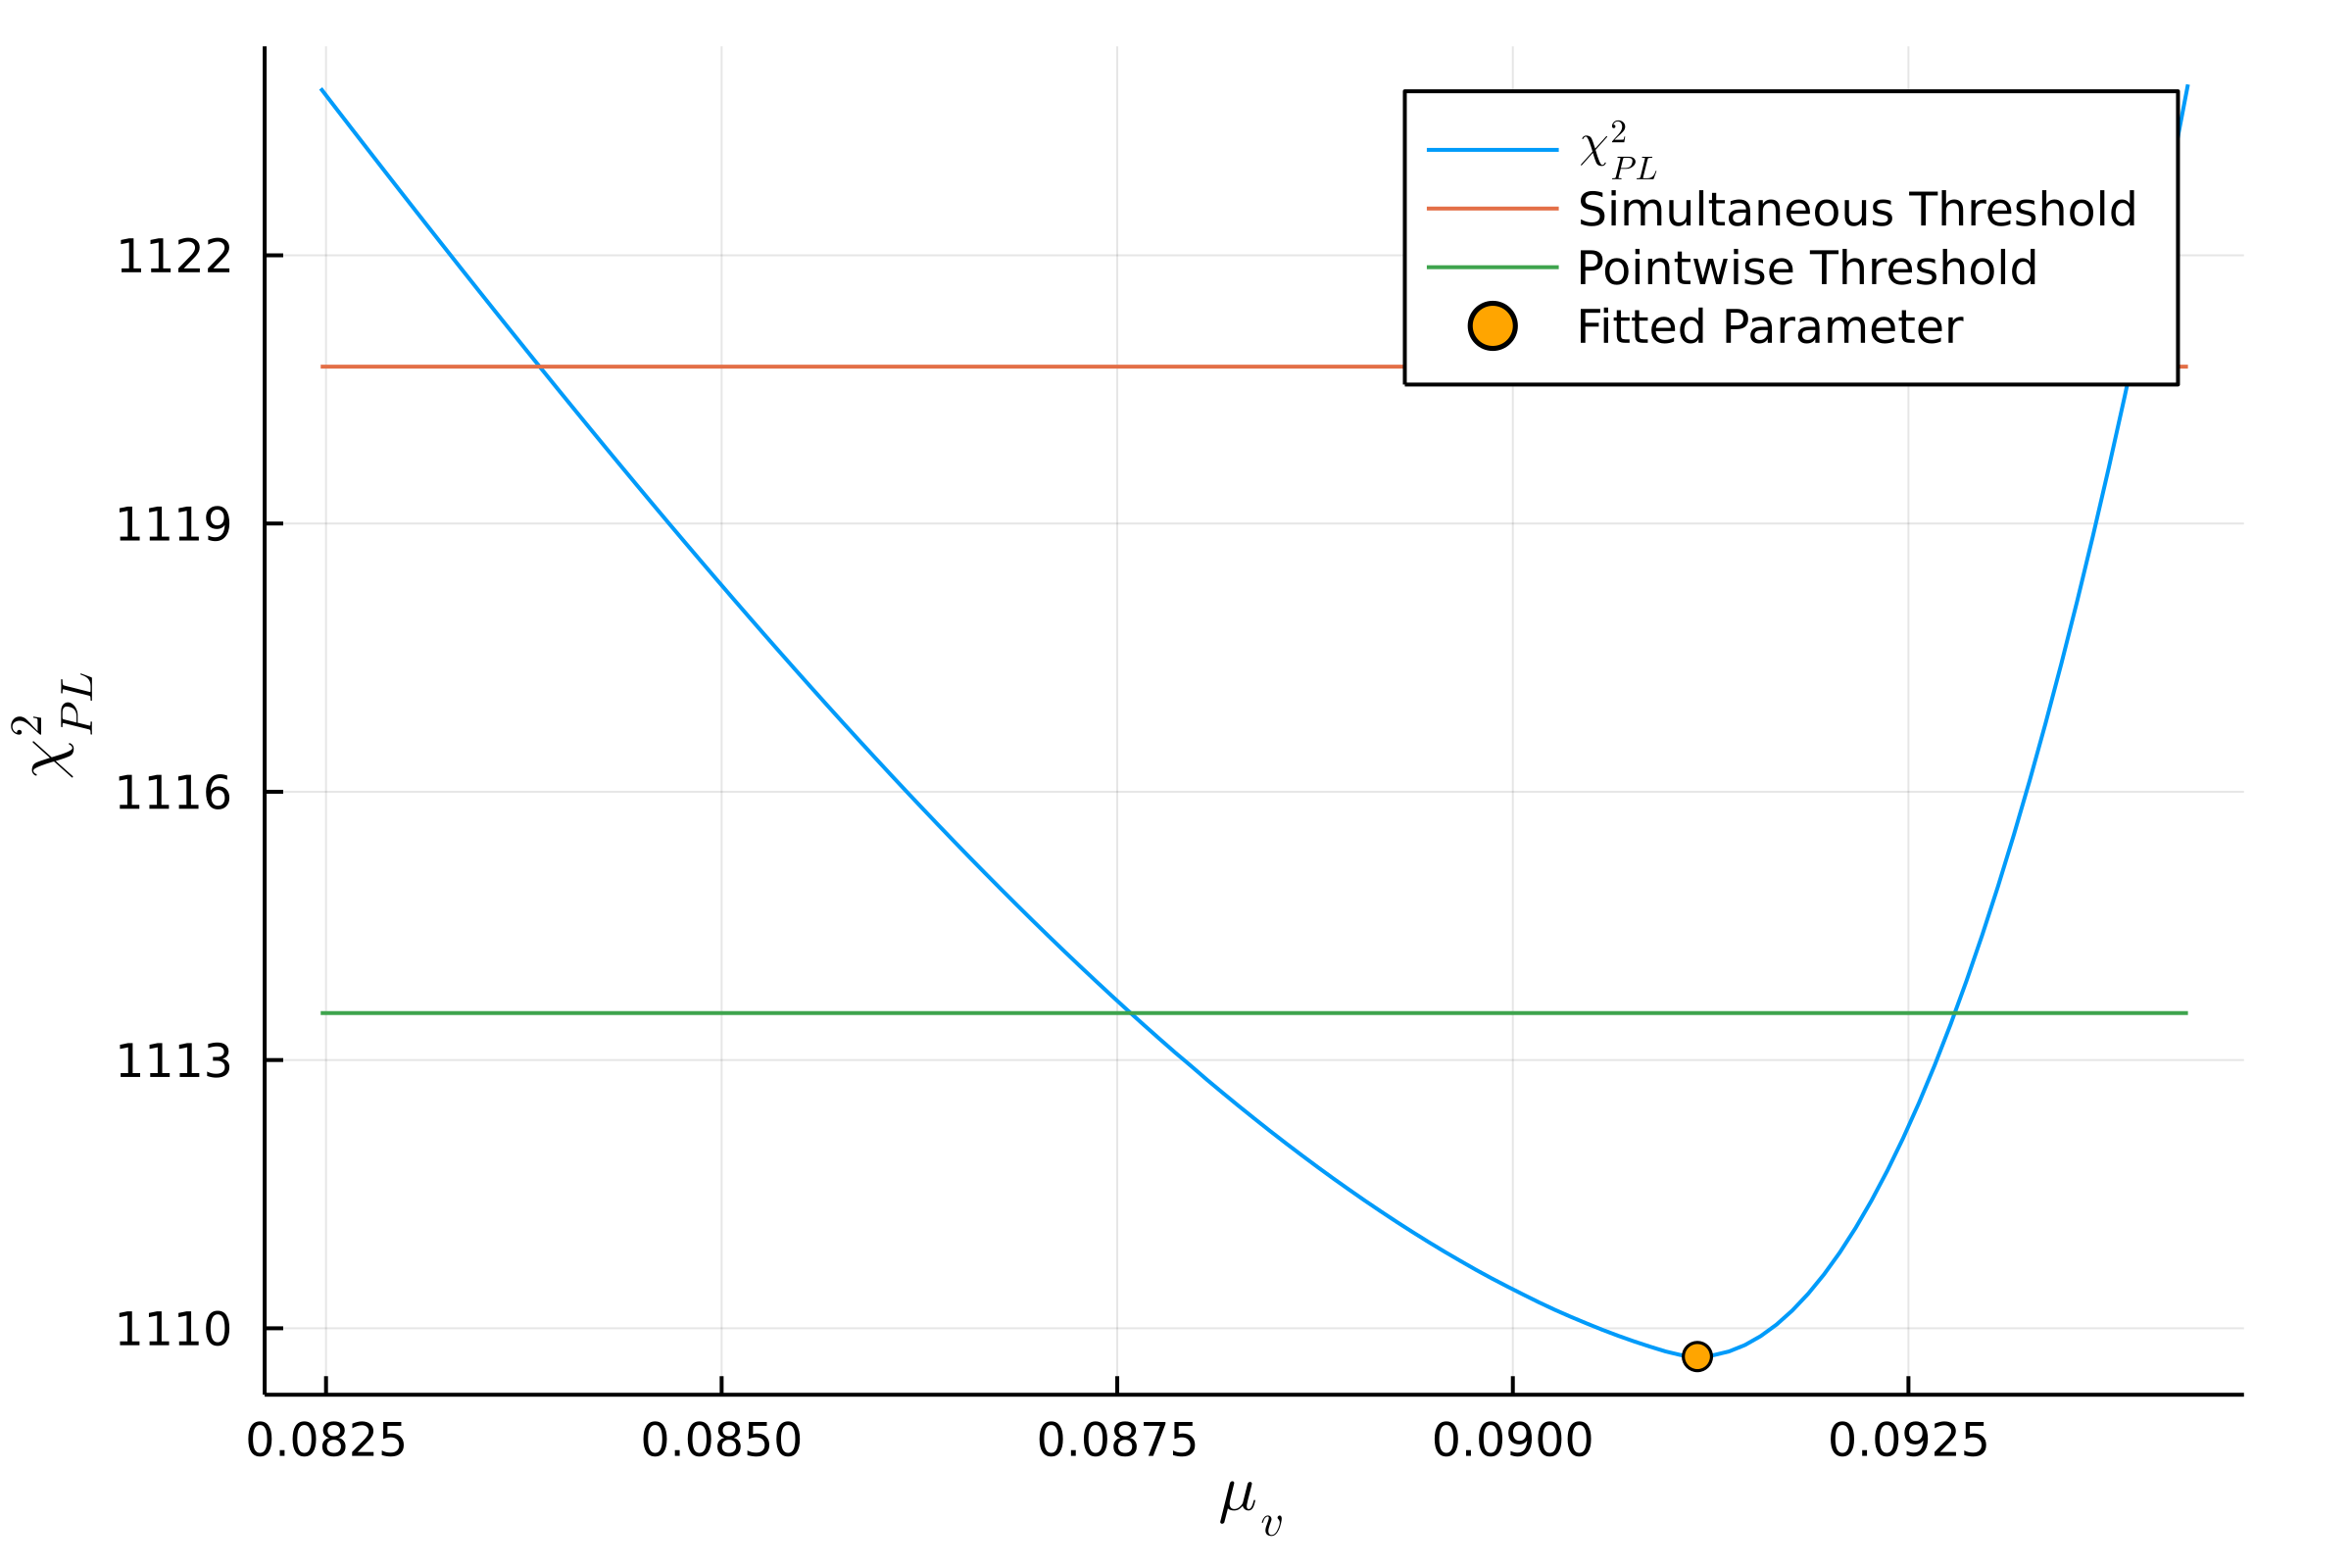 χ²_PL
Simultaneous Threshold
Pointwise Threshold
Fitted Parameter
1122
1119
1116
1113
1110
χ²_PL
0.0825 0.0850 0.0875 0.0900 0.0925
μ_v